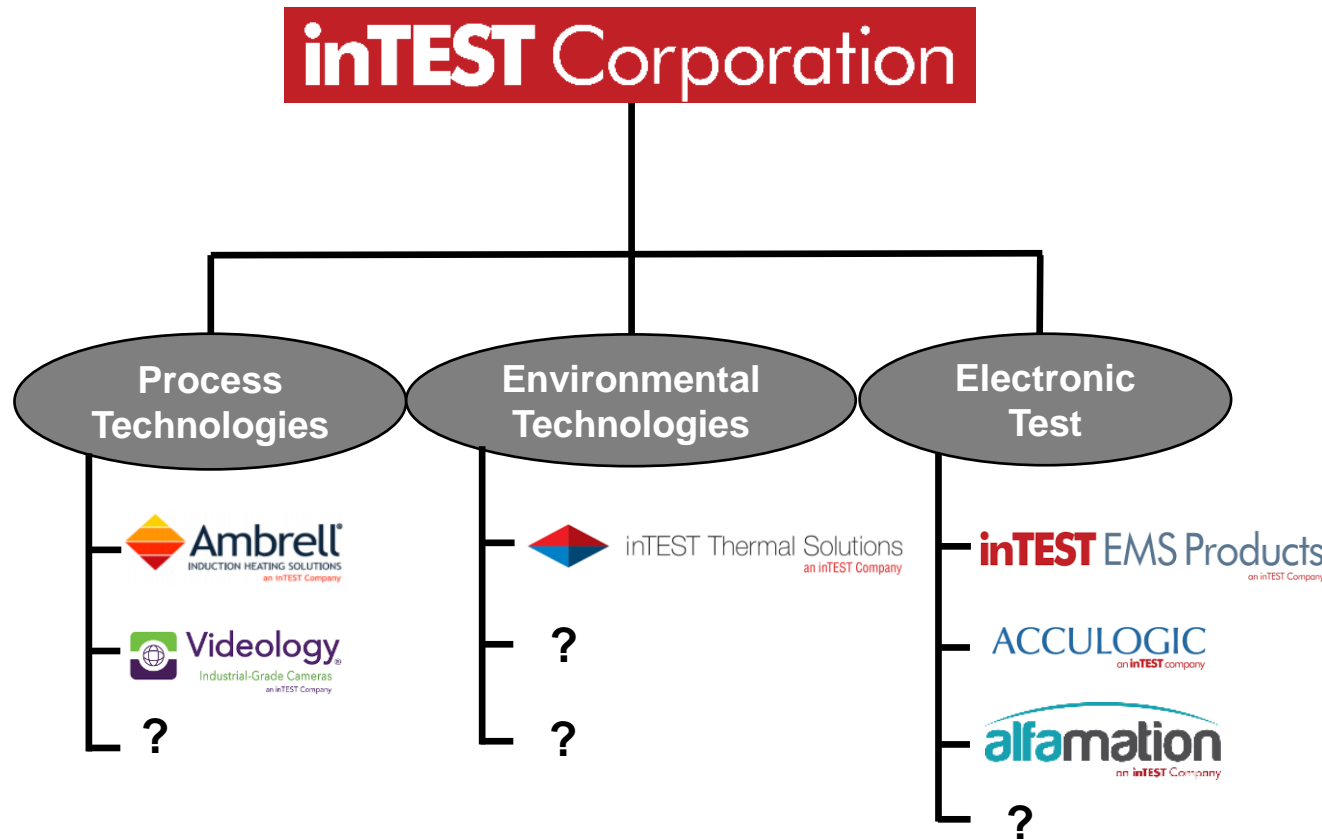 inTEST Corporation
Process
Technologies
Environmental
Technologies
Electronic
Test
Ambrell®
INDUCTION HEATING SOLUTIONS
an inTEST Company
Videology®
Industrial-Grade Cameras
an inTEST Company
?
inTEST Thermal Solutions
an inTEST Company
?
?
inTEST EMS Products
an inTEST Company
ACCULOGIC
an inTEST company
alfamation
an inTEST Company
?